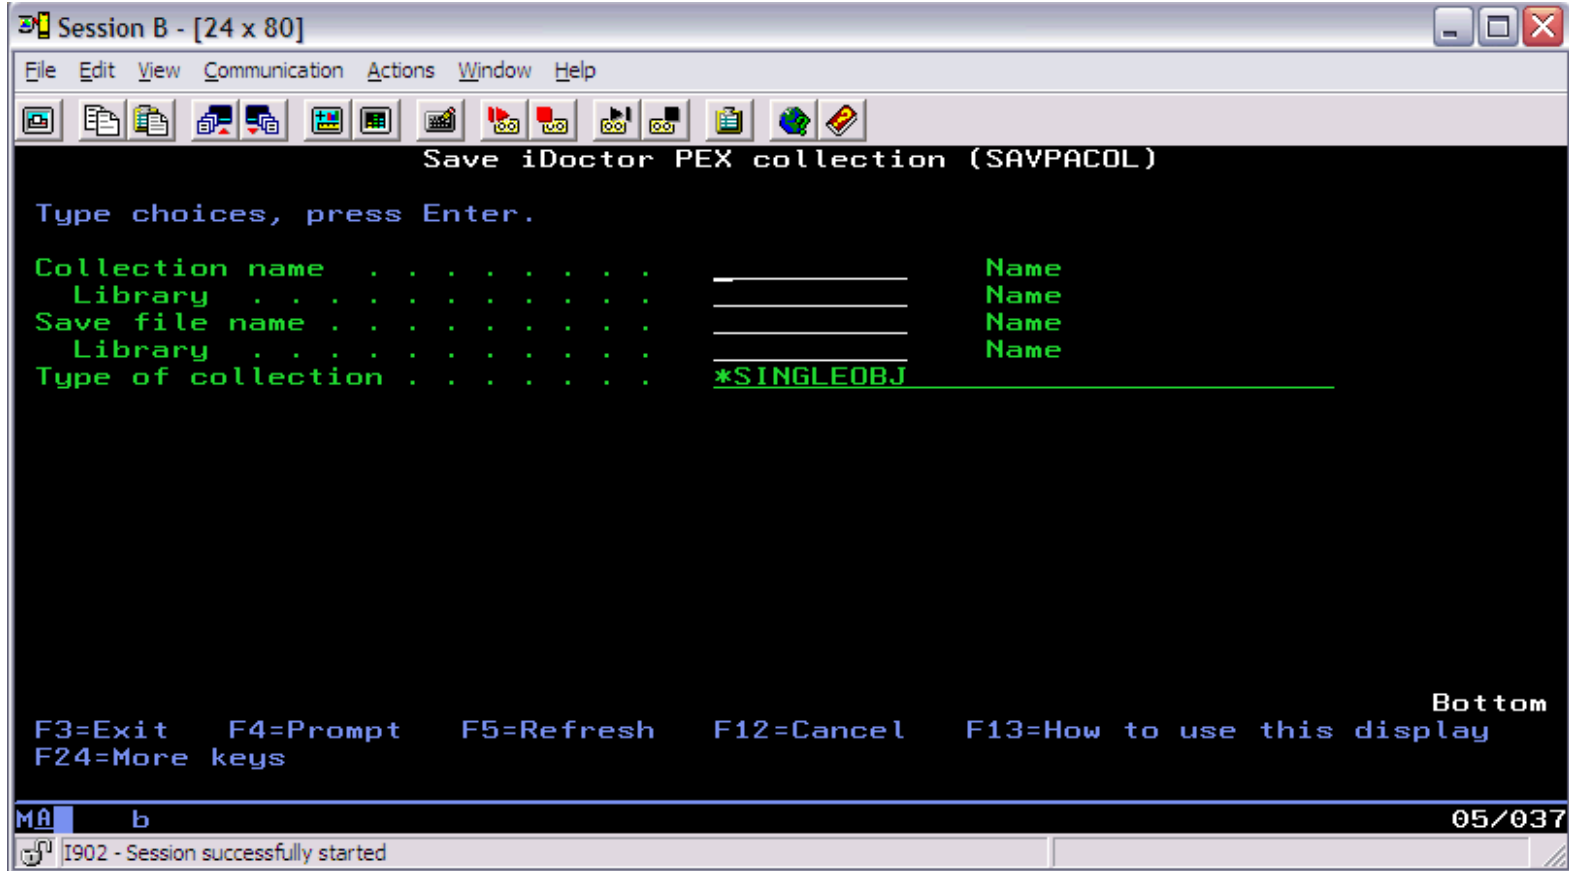 Session B - [24 x 80]
File Edit View Communication Actions Window Help
Save iDoctor PEX collection (SAVPACOL)
Type choices, press Enter.
Collection name . . . . . . . . Name
Library . . . . . . . . . . . Name
Save file name . . . . . . . . . Name
Library . . . . . . . . . . . Name
Type of collection . . . . . . . *SINGLEOBJ
Bottom
F3=Exit F4=Prompt F5=Refresh F12=Cancel F13=How to use this display
F24=More keys
MA b 05/037
I902 - Session successfully started